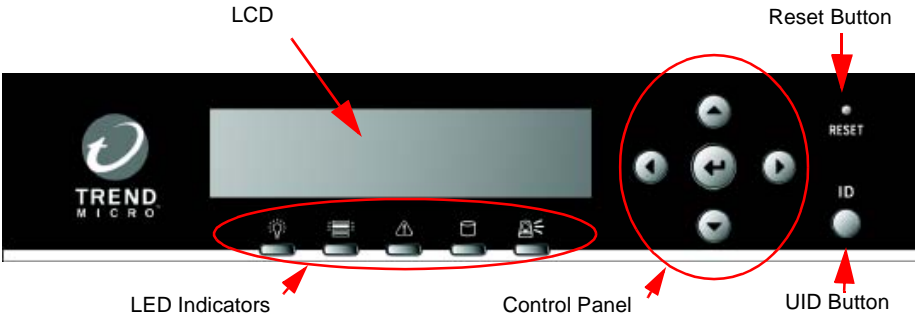 LCD
Reset Button
RESET
TREND
MICRO
ID
LED Indicators
Control Panel
UID Button